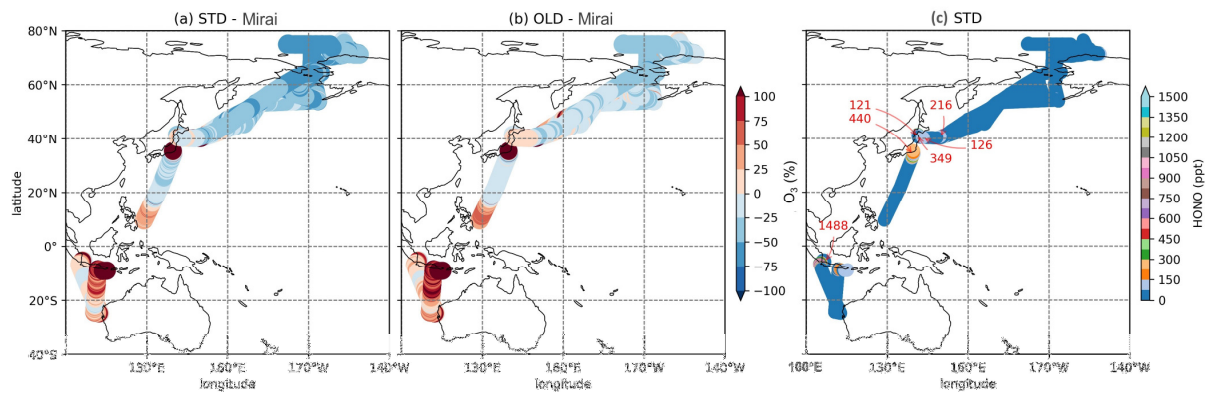 (a) STD - Mirai
(b) OLD - Mirai
(c) STD
80°N
60°N
40°N
20°N
0°
20°S
40°S
latitude
130°E
160°E
170°W
140°W
longitude
130°E
160°E
170°W
140°W
longitude
100
75
50
25
0
−25
−50
−75
−100
O₃ (%)
121
440
216
349
126
1488
100°E
130°E
160°E
170°W
140°W
longitude
1500
1350
1200
1050
900
750
600
450
300
150
0
HONO (ppt)